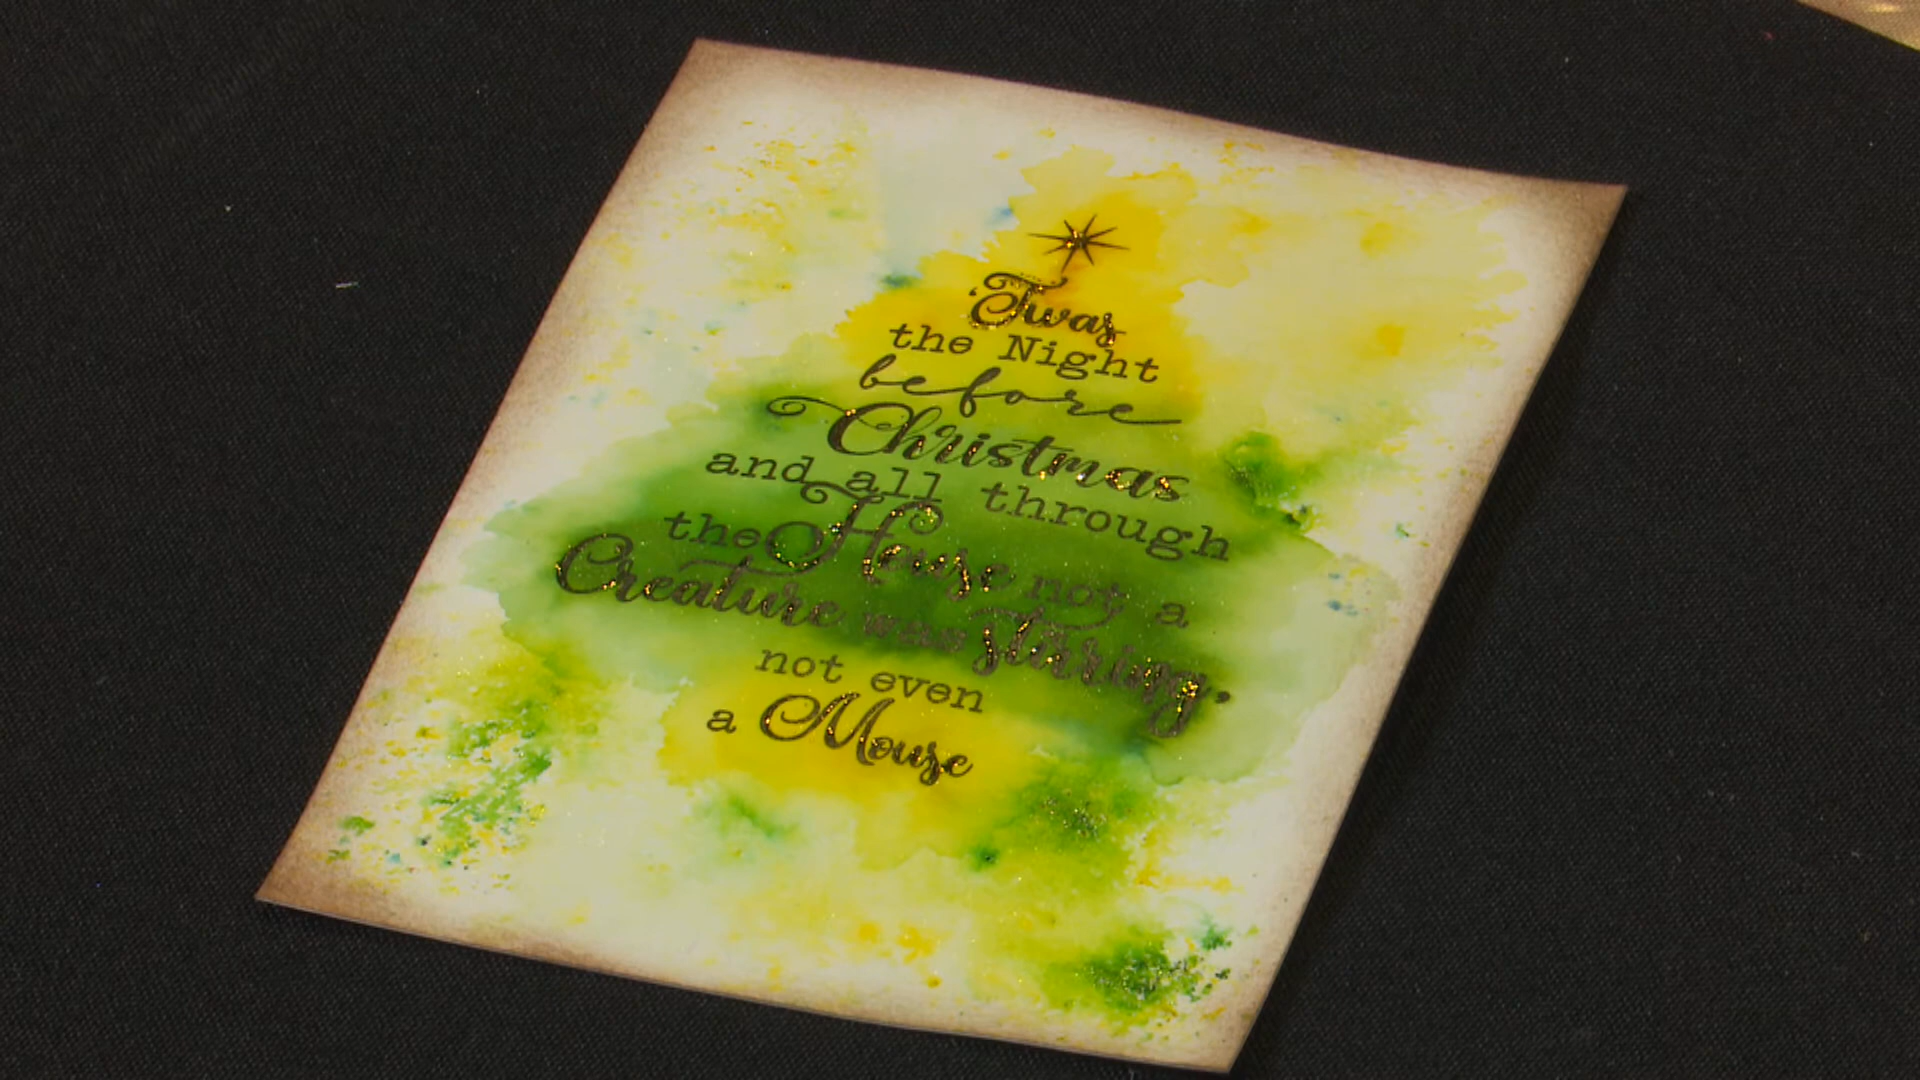 'Twas
the Night
before
Christmas
and all through
the House not a
Creature was stirring,
not even
a Mouse